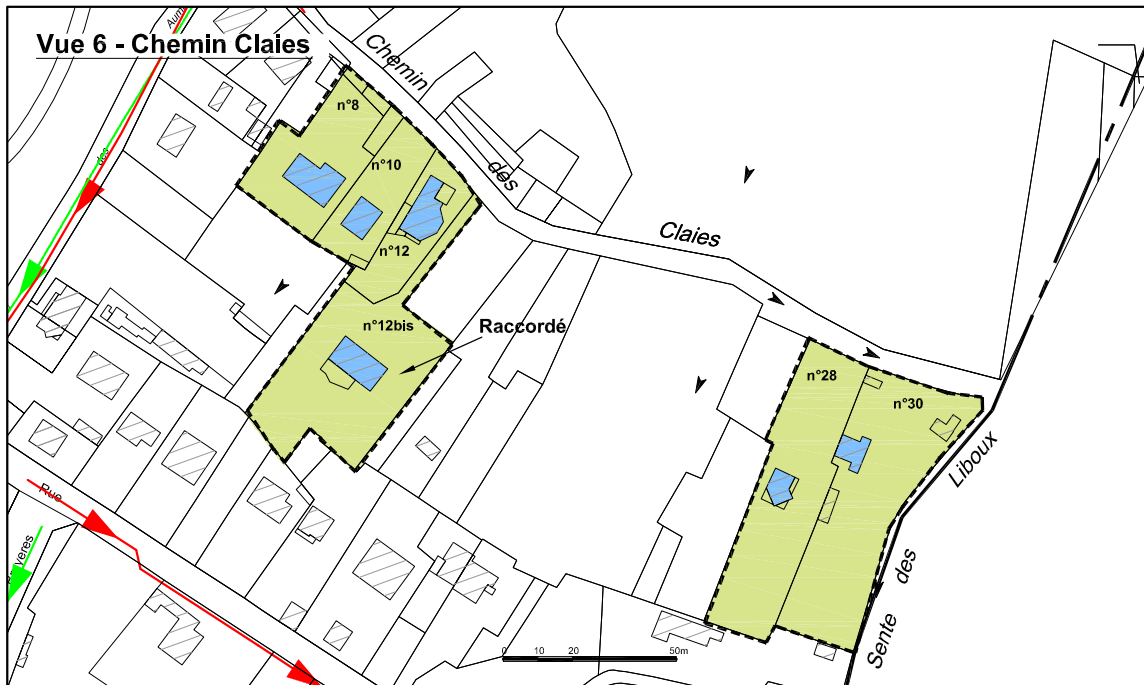 Vue 6 - Chemin Claies
Chemin
des
Claies
n°8
n°10
n°12
n°12bis
Raccordé
n°28
n°30
Liboux
des
Sente
des
Rue
0 10 20 50m